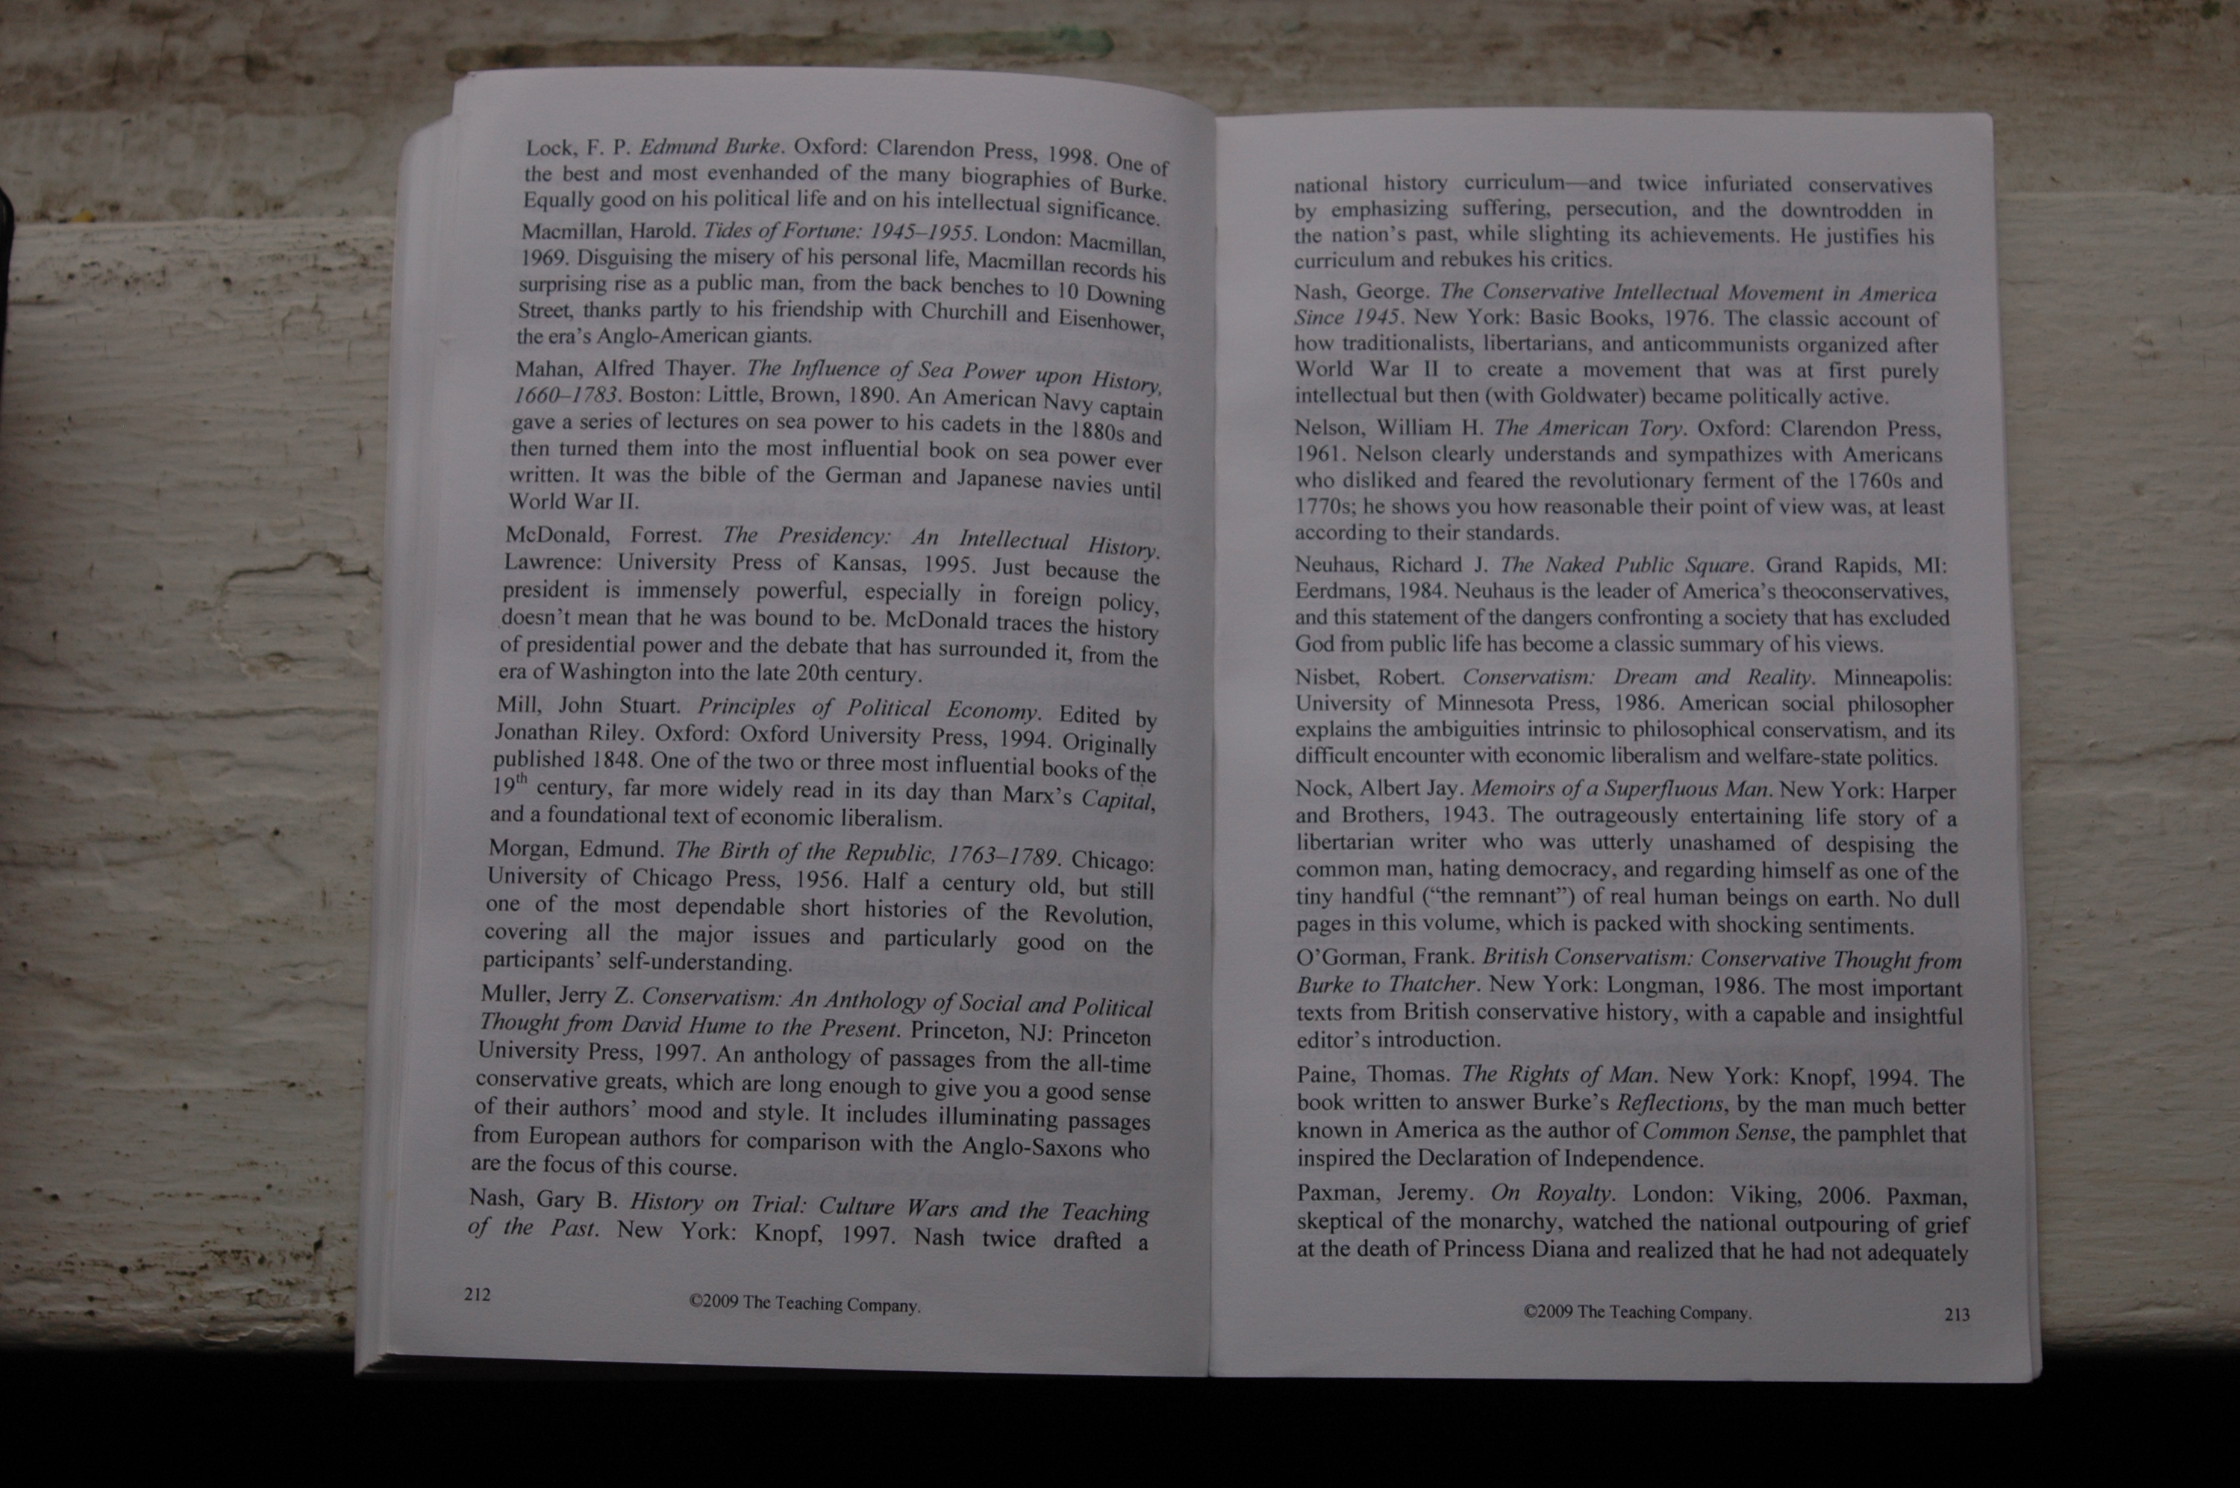 Lock, F. P. Edmund Burke. Oxford: Clarendon Press, 1998. One of
the best and most evenhanded of the many biographies of Burke.
Equally good on his political life and on his intellectual significance.
Macmillan, Harold. Tides of Fortune: 1945–1955. London: Macmillan,
1969. Disguising the misery of his personal life, Macmillan records his
surprising rise as a public man, from the back benches to 10 Downing
Street, thanks partly to his friendship with Churchill and Eisenhower,
the era's Anglo-American giants.
Mahan, Alfred Thayer. The Influence of Sea Power upon History,
1660–1783. Boston: Little, Brown, 1890. An American Navy captain
gave a series of lectures on sea power to his cadets in the 1880s and
then turned them into the most influential book on sea power ever
written. It was the bible of the German and Japanese navies until
World War II.
McDonald, Forrest. The Presidency: An Intellectual History.
Lawrence: University Press of Kansas, 1995. Just because the
president is immensely powerful, especially in foreign policy,
doesn't mean that he was bound to be. McDonald traces the history
of presidential power and the debate that has surrounded it, from the
era of Washington into the late 20th century.
Mill, John Stuart. Principles of Political Economy. Edited by
Jonathan Riley. Oxford: Oxford University Press, 1994. Originally
published 1848. One of the two or three most influential books of the
19th century, far more widely read in its day than Marx's Capital,
and a foundational text of economic liberalism.
Morgan, Edmund. The Birth of the Republic, 1763–1789. Chicago:
University of Chicago Press, 1956. Half a century old, but still
one of the most dependable short histories of the Revolution,
covering all the major issues and particularly good on the
participants' self-understanding.
Muller, Jerry Z. Conservatism: An Anthology of Social and Political
Thought from David Hume to the Present. Princeton, NJ: Princeton
University Press, 1997. An anthology of passages from the all-time
conservative greats, which are long enough to give you a good sense
of their authors' mood and style. It includes illuminating passages
from European authors for comparison with the Anglo-Saxons who
are the focus of this course.
Nash, Gary B. History on Trial: Culture Wars and the Teaching
of the Past. New York: Knopf, 1997. Nash twice drafted a
212
©2009 The Teaching Company.
national history curriculum—and twice infuriated conservatives
by emphasizing suffering, persecution, and the downtrodden in
the nation's past, while slighting its achievements. He justifies his
curriculum and rebukes his critics.
Nash, George. The Conservative Intellectual Movement in America
Since 1945. New York: Basic Books, 1976. The classic account of
how traditionalists, libertarians, and anticommunists organized after
World War II to create a movement that was at first purely
intellectual but then (with Goldwater) became politically active.
Nelson, William H. The American Tory. Oxford: Clarendon Press,
1961. Nelson clearly understands and sympathizes with Americans
who disliked and feared the revolutionary ferment of the 1760s and
1770s; he shows you how reasonable their point of view was, at least
according to their standards.
Neuhaus, Richard J. The Naked Public Square. Grand Rapids, MI:
Eerdmans, 1984. Neuhaus is the leader of America's theoconservatives,
and this statement of the dangers confronting a society that has excluded
God from public life has become a classic summary of his views.
Nisbet, Robert. Conservatism: Dream and Reality. Minneapolis:
University of Minnesota Press, 1986. American social philosopher
explains the ambiguities intrinsic to philosophical conservatism, and its
difficult encounter with economic liberalism and welfare-state politics.
Nock, Albert Jay. Memoirs of a Superfluous Man. New York: Harper
and Brothers, 1943. The outrageously entertaining life story of a
libertarian writer who was utterly unashamed of despising the
common man, hating democracy, and regarding himself as one of the
tiny handful (“the remnant”) of real human beings on earth. No dull
pages in this volume, which is packed with shocking sentiments.
O'Gorman, Frank. British Conservatism: Conservative Thought from
Burke to Thatcher. New York: Longman, 1986. The most important
texts from British conservative history, with a capable and insightful
editor's introduction.
Paine, Thomas. The Rights of Man. New York: Knopf, 1994. The
book written to answer Burke's Reflections, by the man much better
known in America as the author of Common Sense, the pamphlet that
inspired the Declaration of Independence.
Paxman, Jeremy. On Royalty. London: Viking, 2006. Paxman,
skeptical of the monarchy, watched the national outpouring of grief
at the death of Princess Diana and realized that he had not adequately
©2009 The Teaching Company.
213